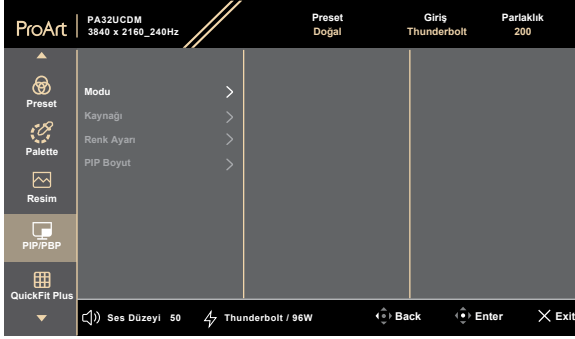 ProArt
PA32UCDM
3840 x 2160_240Hz
Preset
Doğal
Giriş
Thunderbolt
Parlaklık
200
Preset
Palette
Resim
PIP/PBP
QuickFit Plus
Modu
Kaynağı
Renk Ayarı
PIP Boyut
Ses Düzeyi 50
Thunderbolt / 96W
Back
Enter
Exit